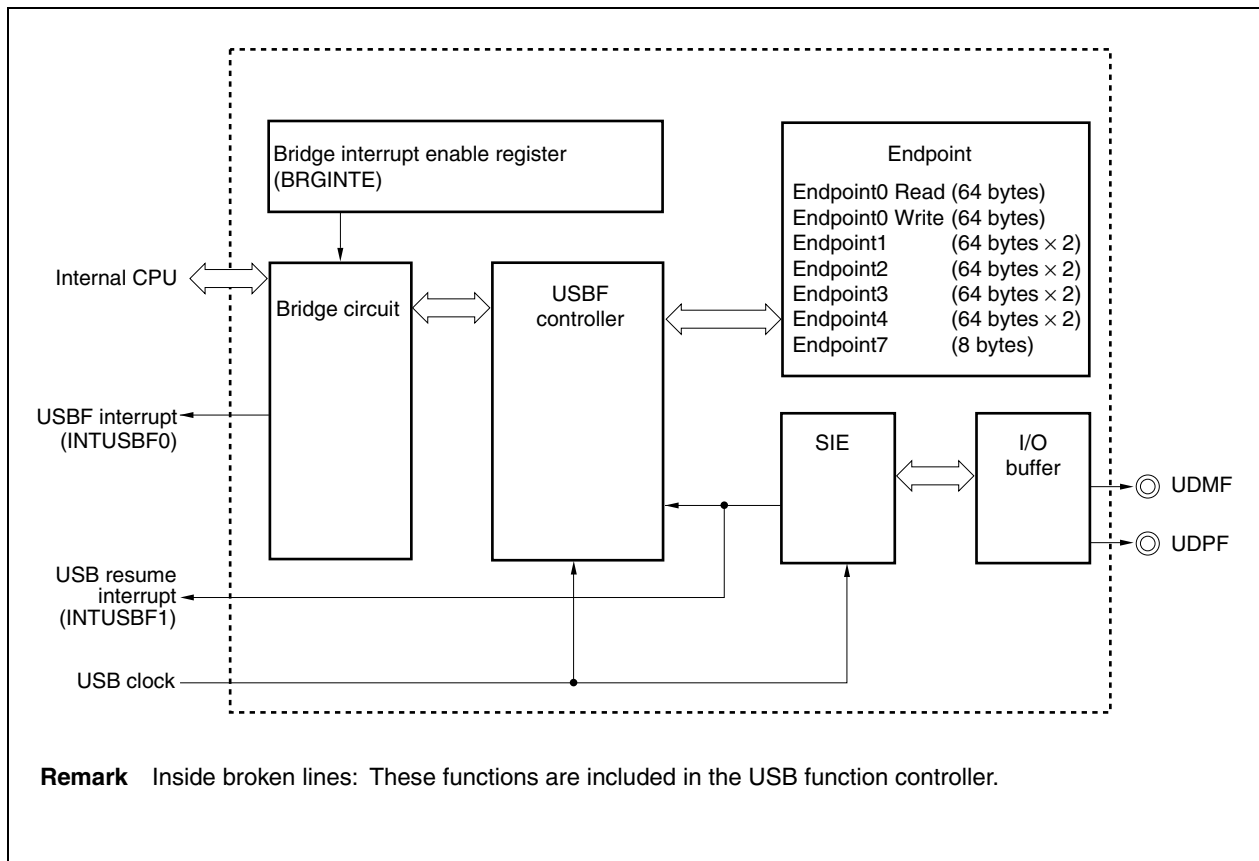 Bridge interrupt enable register
(BRGINTE)
Endpoint
Endpoint0 Read (64 bytes)
Endpoint0 Write (64 bytes)
Endpoint1 (64 bytes × 2)
Endpoint2 (64 bytes × 2)
Endpoint3 (64 bytes × 2)
Endpoint4 (64 bytes × 2)
Endpoint7 (8 bytes)
Internal CPU
Bridge circuit
USBF
controller
USBF interrupt
(INTUSBF0)
SIE
I/O
buffer
UDMF
UDPF
USB resume
interrupt
(INTUSBF1)
USB clock
Remark Inside broken lines: These functions are included in the USB function controller.